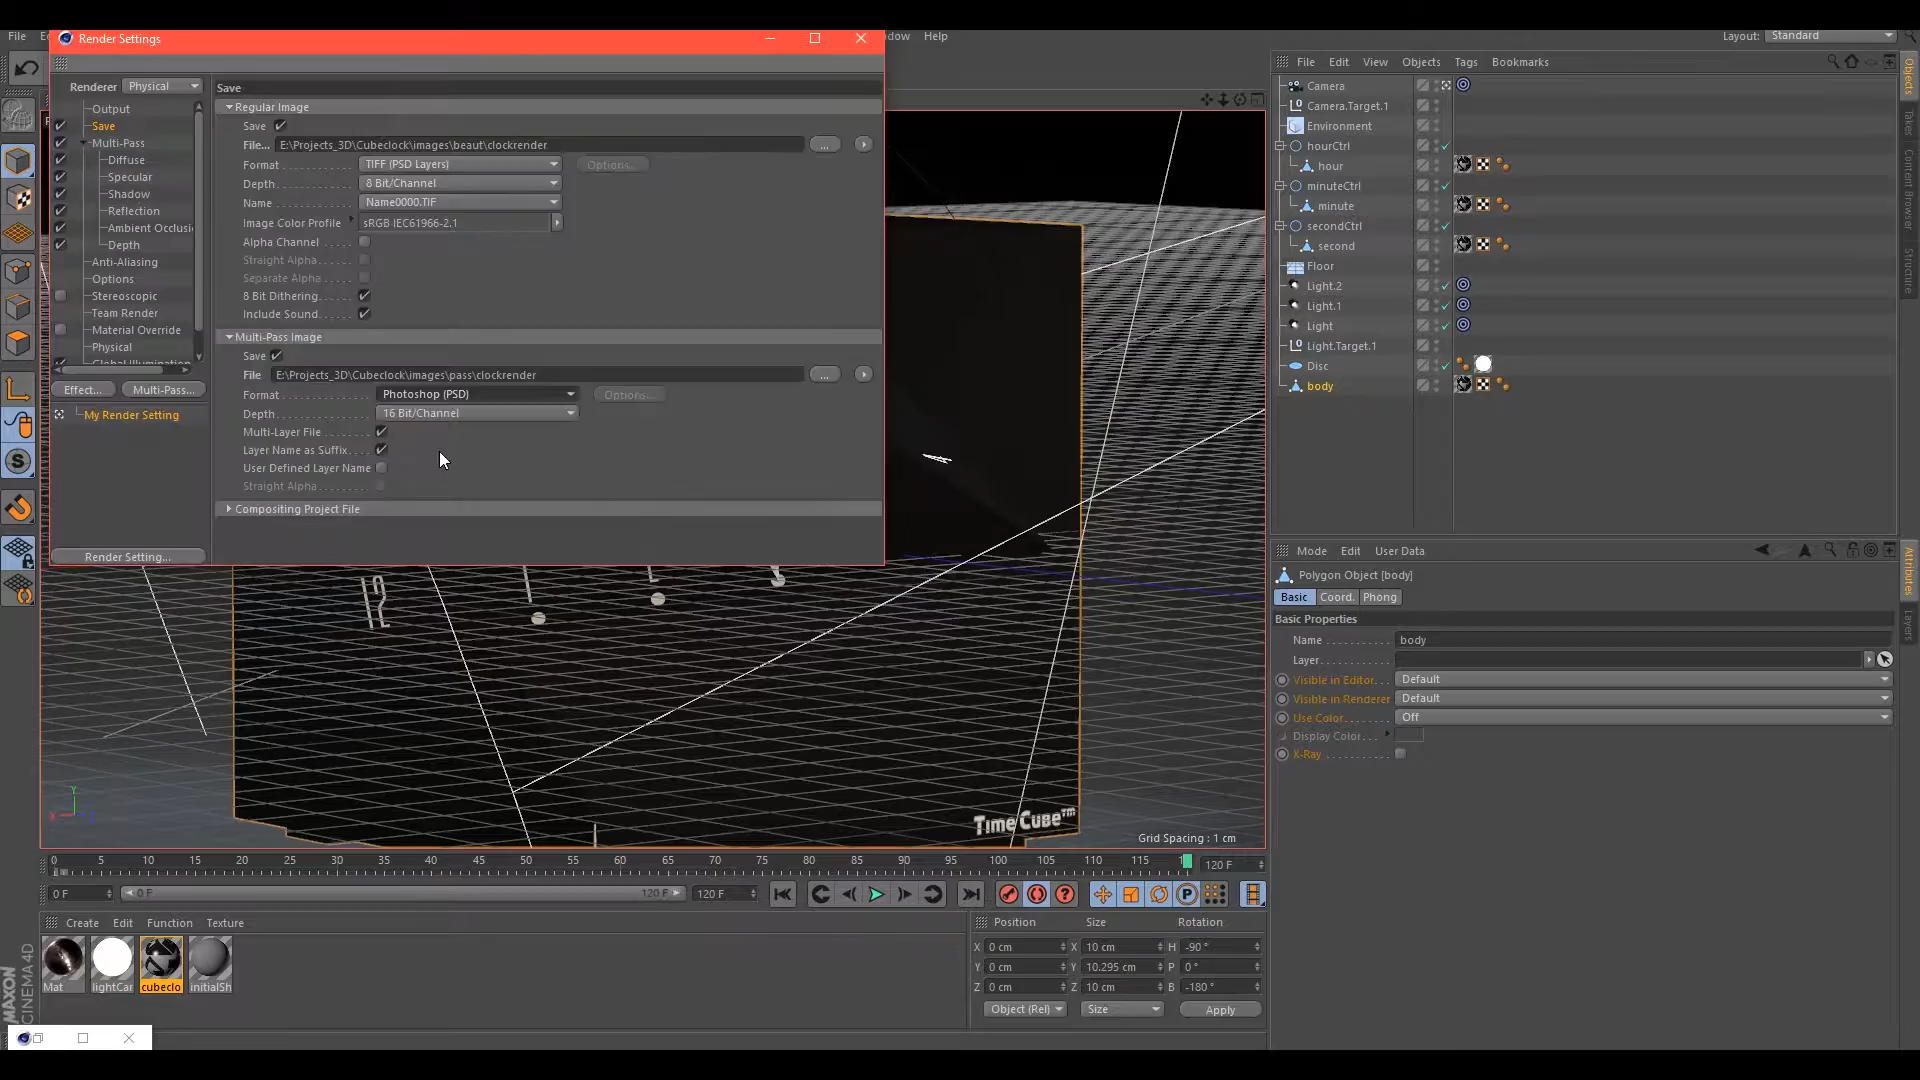 Render Settings
File
dow
Help
Layout:
Standard
Renderer
Physical
Save
Output
Save
Multi-Pass
Diffuse
Specular
Shadow
Reflection
Ambient Occlusi
Depth
Anti-Aliasing
Options
Stereoscopic
Team Render
Material Override
Physical
Effect...
Multi-Pass...
My Render Setting
Render Setting...
Regular Image
Save
File... E:\Projects_3D\Cubeclock\images\beaut\clockrender ...
Format TIFF (PSD Layers) Options...
Depth 8 Bit/Channel
Name Name0000.TIF
Image Color Profile sRGB IEC61966-2.1
Alpha Channel
Straight Alpha
Separate Alpha
8 Bit Dithering
Include Sound
Multi-Pass Image
Save
File E:\Projects_3D\Cubeclock\images\pass\clockrender ...
Format Photoshop (PSD) Options...
Depth 16 Bit/Channel
Multi-Layer File
Layer Name as Suffix
User Defined Layer Name
Straight Alpha
Compositing Project File
12
Time Cube™
Grid Spacing : 1 cm
Y
X
Z
File Edit View Objects Tags Bookmarks
Camera
Camera.Target.1
Environment
hourCtrl
hour
minuteCtrl
minute
secondCtrl
second
Floor
Light.2
Light.1
Light
Light.Target.1
Disc
body
Objects
Takes
Content Browser
Structure
Mode Edit User Data
Polygon Object [body]
Basic Coord. Phong
Basic Properties
Name body
Layer
Visible in Editor Default
Visible in Renderer Default
Use Color Off
Display Color
X-Ray
Attributes
Layers
0 5 10 15 20 25 30 35 40 45 50 55 60 65 70 75 80 85 90 95 100 105 110 115 120 F
0 F 0 F 120 F 120 F
Create Edit Function Texture
Mat lightCar cubeclo initialSh
Position Size Rotation
X 0 cm X 10 cm H -90 °
Y 0 cm Y 10.295 cm P 0 °
Z 0 cm Z 10 cm B -180 °
Object (Rel) Size Apply
MAXON
CINEMA4D